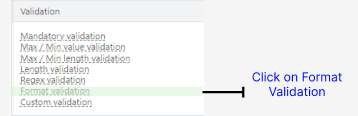 Validation
Mandatory validation
Max / Min value validation
Max / Min length validation
Length validation
Regex validation
Format validation
Custom validation
Click on Format
Validation